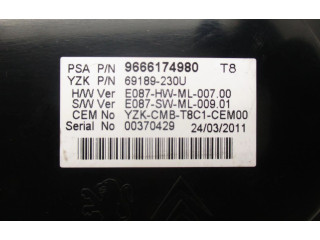 PSA P/N 9666174980 T8
YZK P/N 69189-230U
H/W Ver E087-HW-ML-007.00
S/W Ver E087-SW-ML-009.01
CEM No YZK-CMB-T8C1-CEM00
Serial No 00370429 24/03/2011